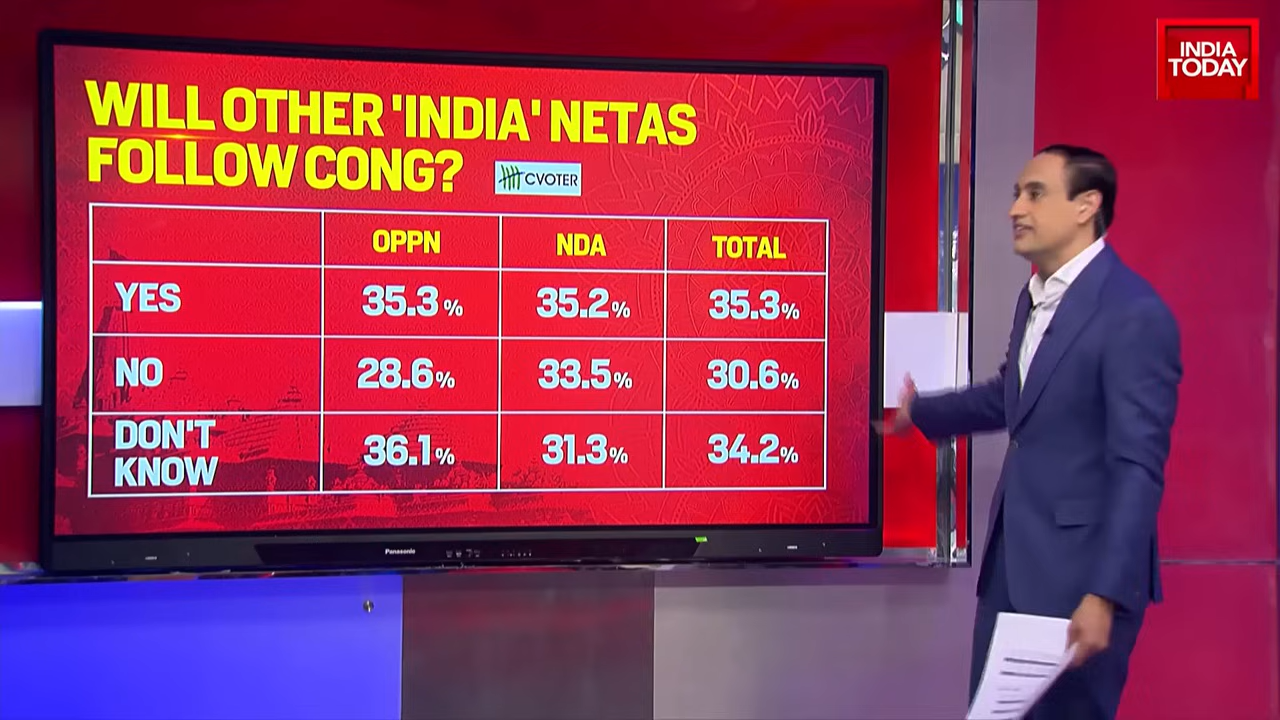 INDIA
TODAY
WILL OTHER 'INDIA' NETAS
FOLLOW CONG?
CVOTER
OPPN NDA TOTAL
YES 35.3% 35.2% 35.3%
NO 28.6% 33.5% 30.6%
DON'T
KNOW 36.1% 31.3% 34.2%
Panasonic